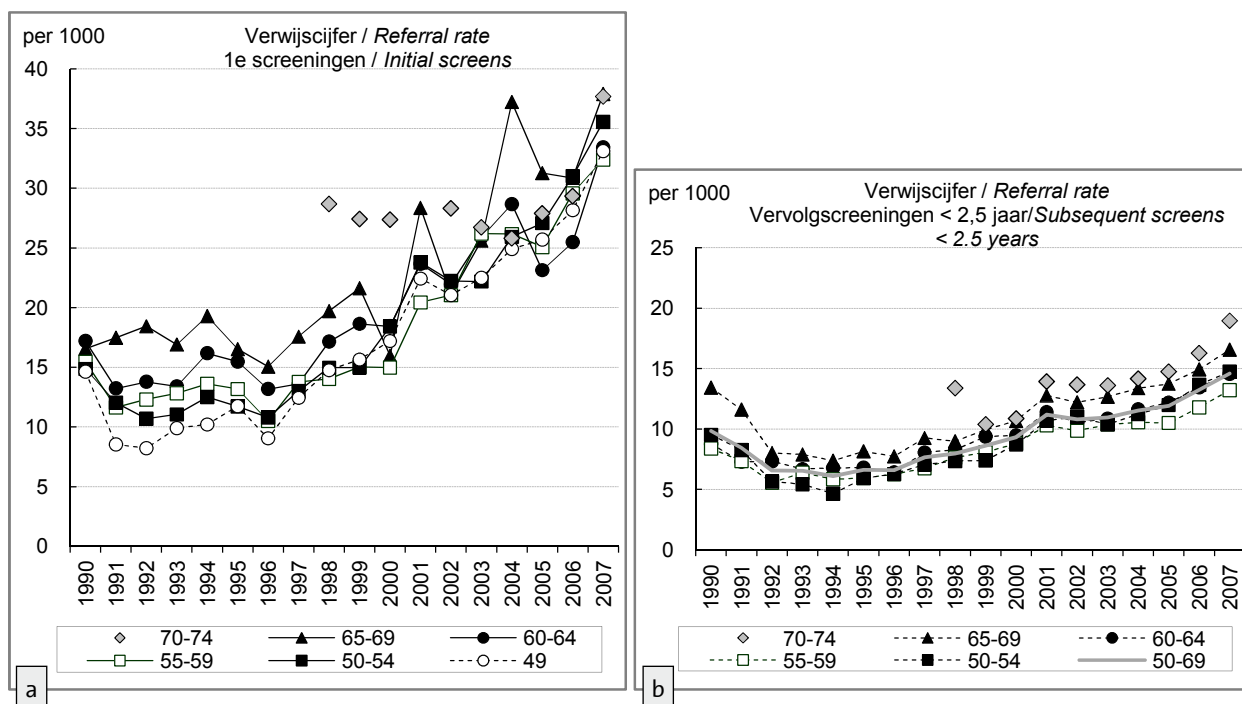 per 1000
Verwijscijfer / Referral rate
1e screeningen / Initial screens
40
35
30
25
20
15
10
5
0
1990 1991 1992 1993 1994 1995 1996 1997 1998 1999 2000 2001 2002 2003 2004 2005 2006 2007
70-74 65-69 60-64
55-59 50-54 49
a
per 1000
Verwijscijfer / Referral rate
Vervolgscreeningen < 2,5 jaar/Subsequent screens
< 2.5 years
25
20
15
10
5
0
1990 1991 1992 1993 1994 1995 1996 1997 1998 1999 2000 2001 2002 2003 2004 2005 2006 2007
70-74 65-69 60-64
55-59 50-54 50-69
b